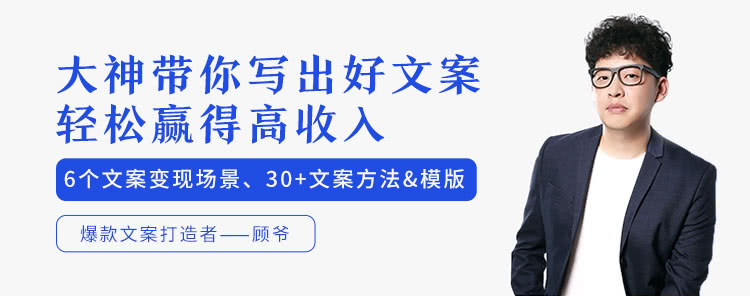 大神带你写出好文案
轻松赢得高收入
6个文案变现场景、30+文案方法&模版
爆款文案打造者——顾爷